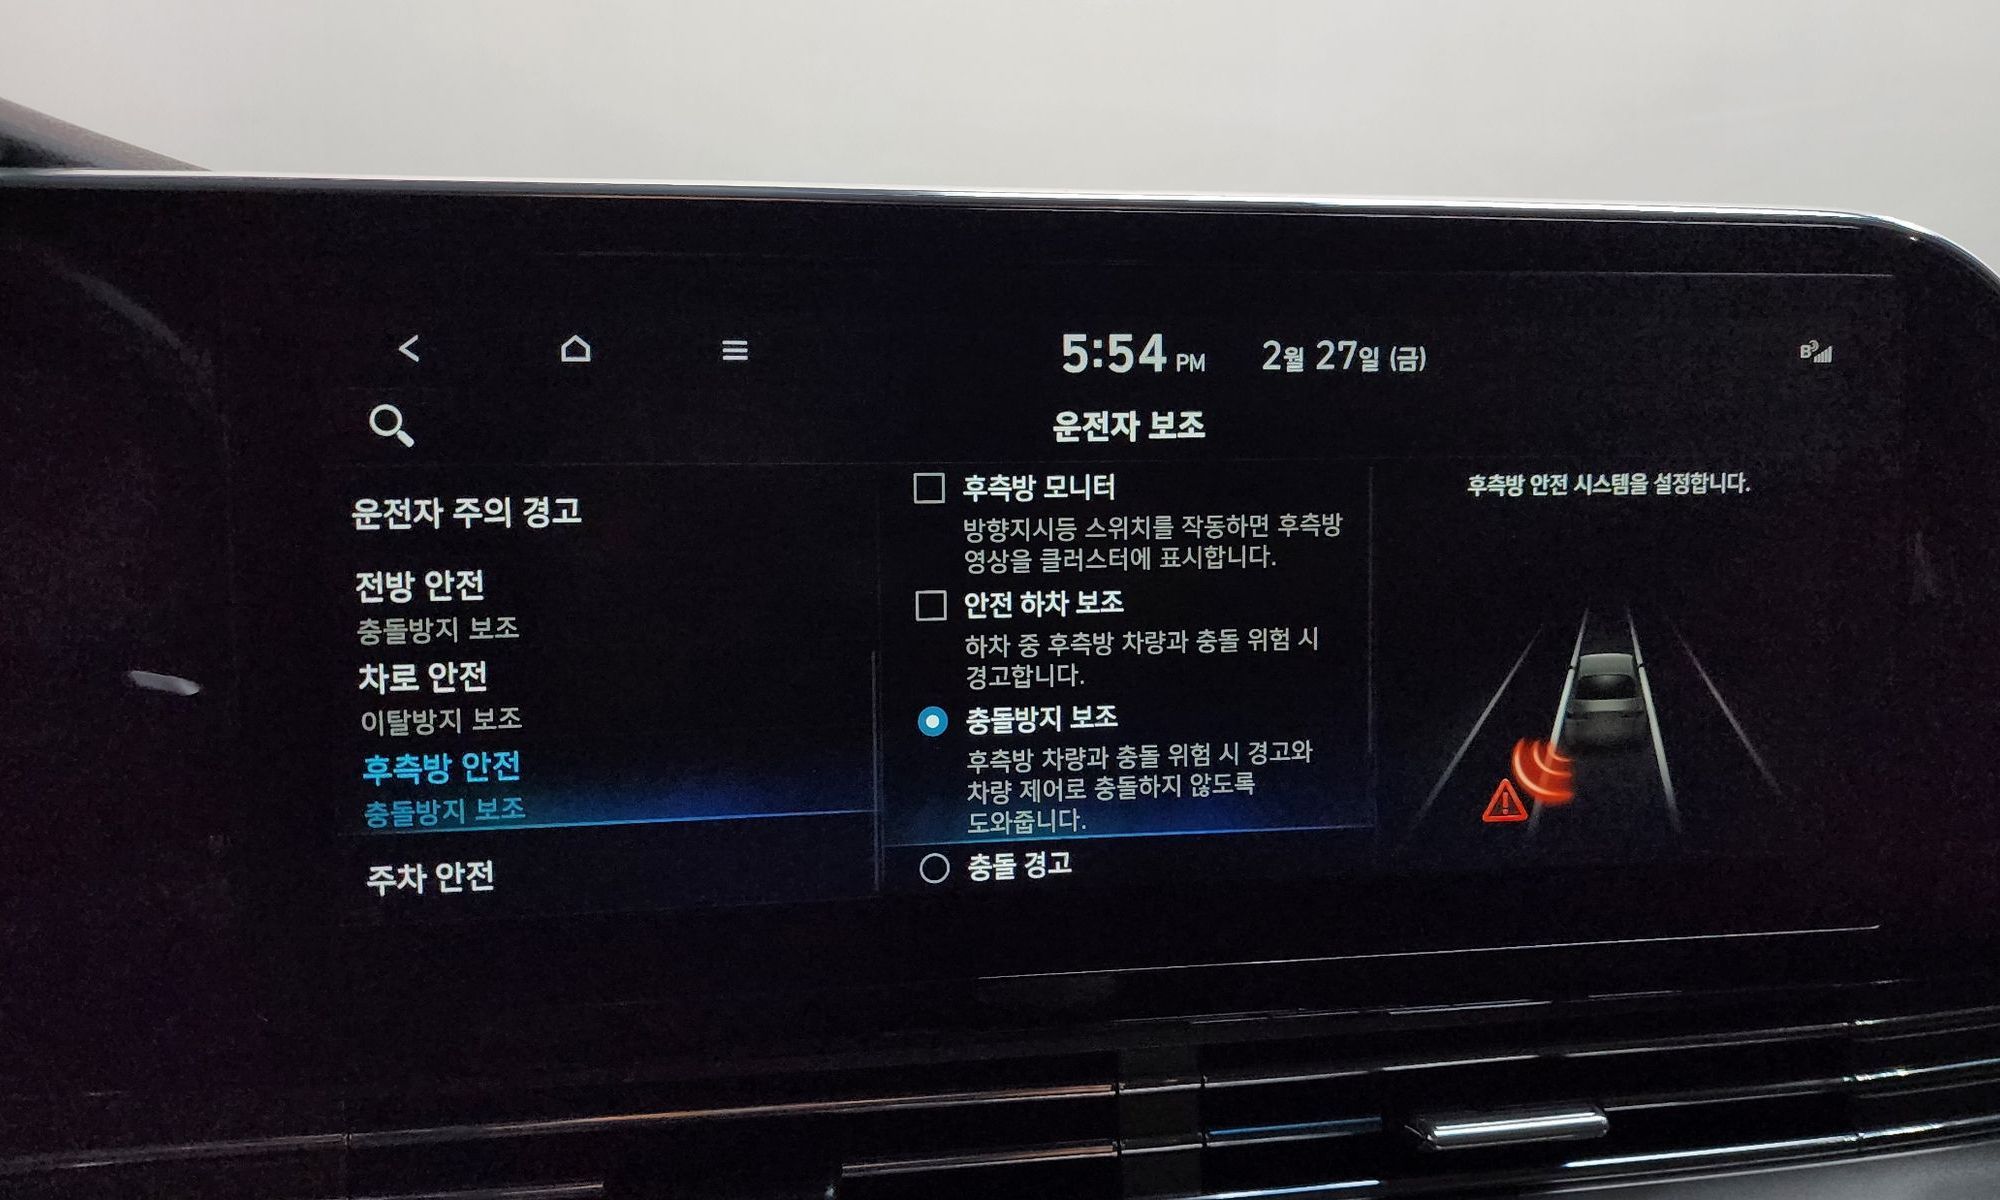 5:54 PM 2월 27일 (금)
운전자 보조
운전자 주의 경고
전방 안전
충돌방지 보조
차로 안전
이탈방지 보조
후측방 안전
충돌방지 보조
주차 안전
후측방 모니터
방향지시등 스위치를 작동하면 후측방
영상을 클러스터에 표시합니다.
안전 하차 보조
하차 중 후측방 차량과 충돌 위험 시
경고합니다.
충돌방지 보조
후측방 차량과 충돌 위험 시 경고와
차량 제어로 충돌하지 않도록
도와줍니다.
충돌 경고
후측방 안전 시스템을 설정합니다.